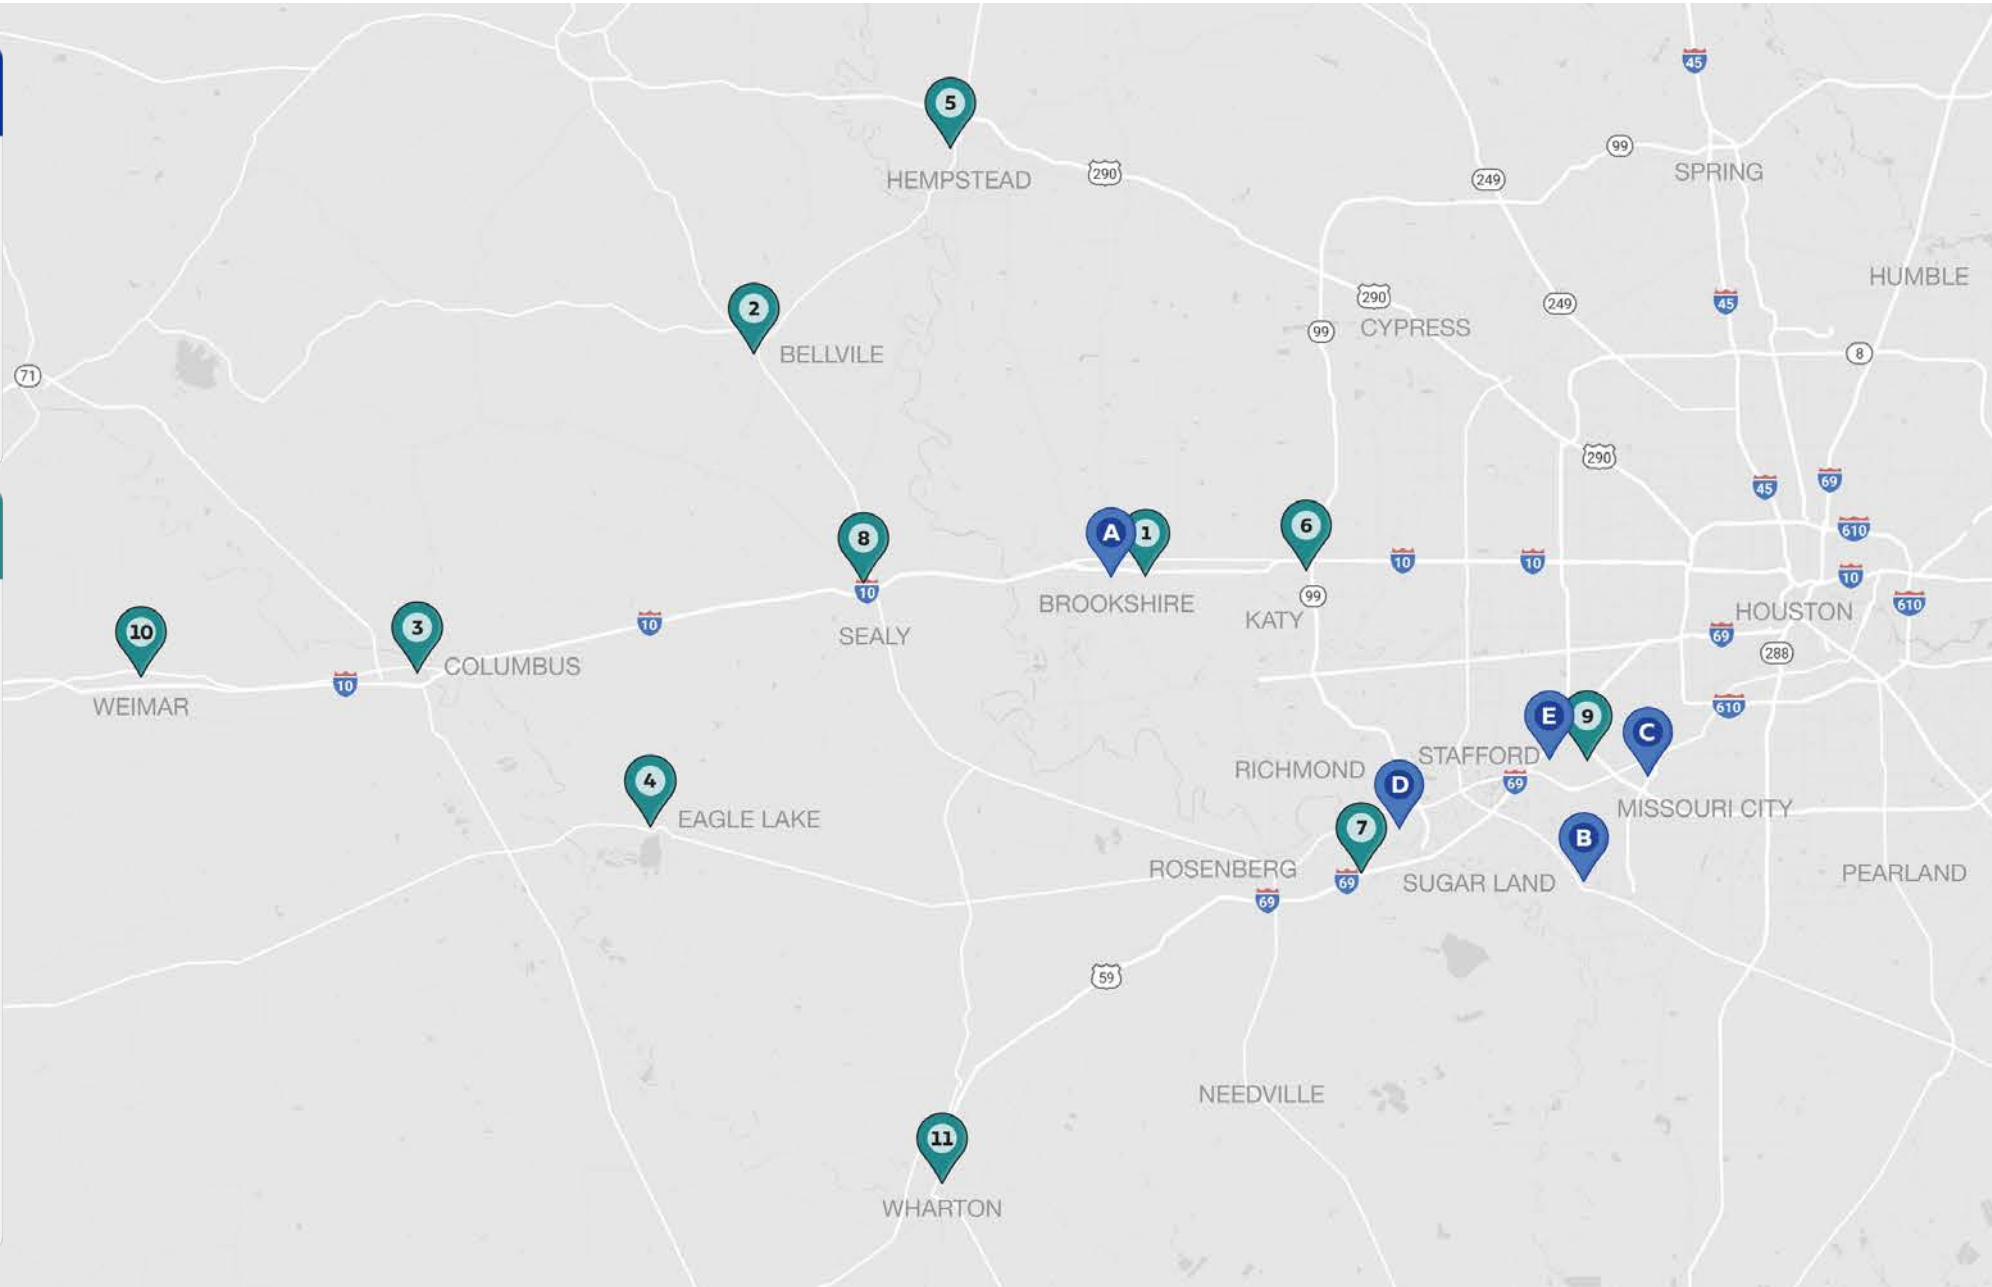 45
5
99
290
249
SPRING
HEMPSTEAD
HUMBLE
290
45
249
2
99
CYPRESS
BELLVILE
8
71
290
69
45
6
A
1
610
8
10
10
10
10
99
610
BROOKSHIRE
HOUSTON
KATY
10
3
10
69
SEALY
288
COLUMBUS
10
WEIMAR
610
E
9
C
STAFFORD
RICHMOND
4
69
D
MISSOURI CITY
EAGLE LAKE
7
B
ROSENBERG
PEARLAND
69
SUGAR LAND
69
59
NEEDVILLE
11
WHARTON